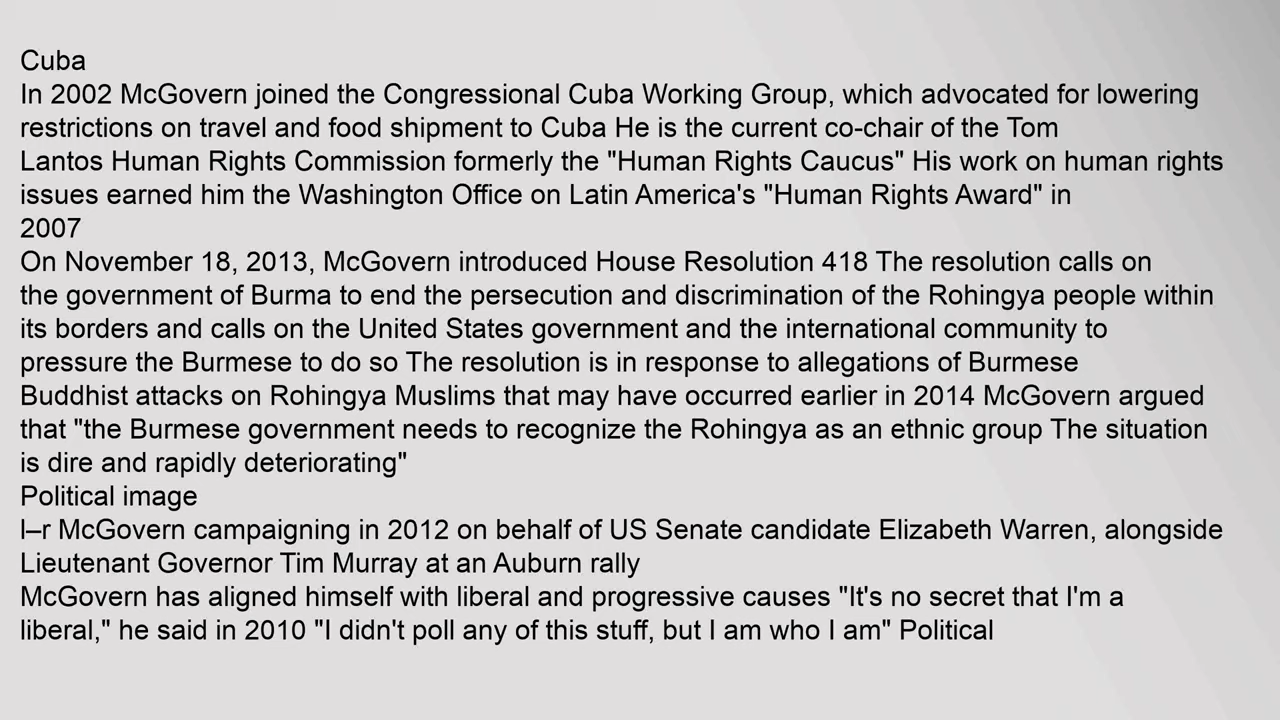 Cuba
In 2002 McGovern joined the Congressional Cuba Working Group, which advocated for lowering
restrictions on travel and food shipment to Cuba He is the current co-chair of the Tom
Lantos Human Rights Commission formerly the "Human Rights Caucus" His work on human rights
issues earned him the Washington Office on Latin America's "Human Rights Award" in
2007
On November 18, 2013, McGovern introduced House Resolution 418 The resolution calls on
the government of Burma to end the persecution and discrimination of the Rohingya people within
its borders and calls on the United States government and the international community to
pressure the Burmese to do so The resolution is in response to allegations of Burmese
Buddhist attacks on Rohingya Muslims that may have occurred earlier in 2014 McGovern argued
that "the Burmese government needs to recognize the Rohingya as an ethnic group The situation
is dire and rapidly deteriorating"
Political image
l–r McGovern campaigning in 2012 on behalf of US Senate candidate Elizabeth Warren, alongside
Lieutenant Governor Tim Murray at an Auburn rally
McGovern has aligned himself with liberal and progressive causes "It's no secret that I'm a
liberal," he said in 2010 "I didn't poll any of this stuff, but I am who I am" Political